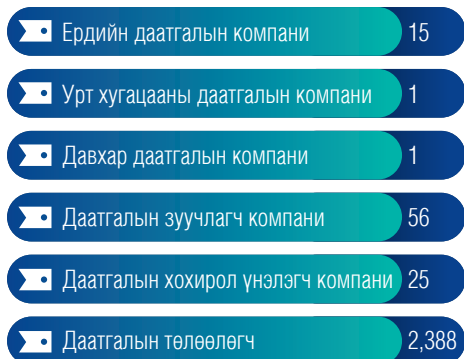 Ердийн даатгалын компани 15
Урт хугацааны даатгалын компани 1
Давхар даатгалын компани 1
Даатгалын зуучлагч компани 56
Даатгалын хохирол үнэлэгч компани 25
Даатгалын төлөөлөгч 2,388